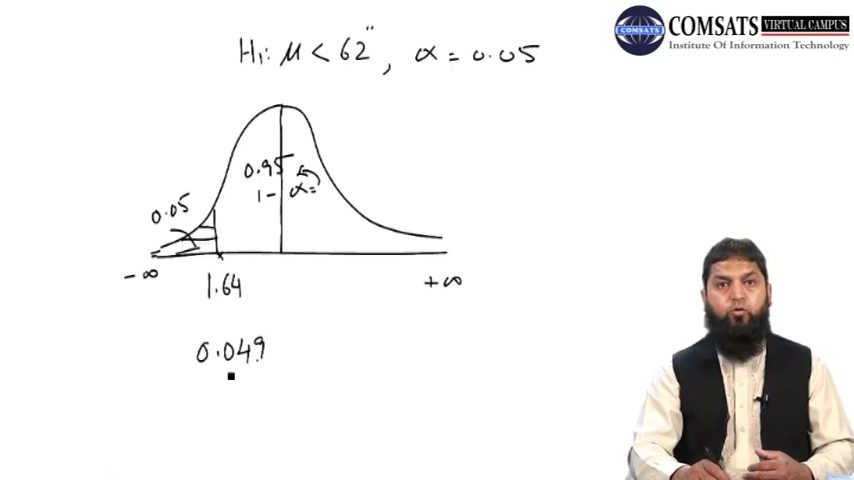 COMSATS VIRTUAL CAMPUS
COMSATS
Institute Of Information Technology
H₁: μ < 62", α = 0.05
0.95
1 - α =
0.05
- ∞
1.64
+ ∞
0.049